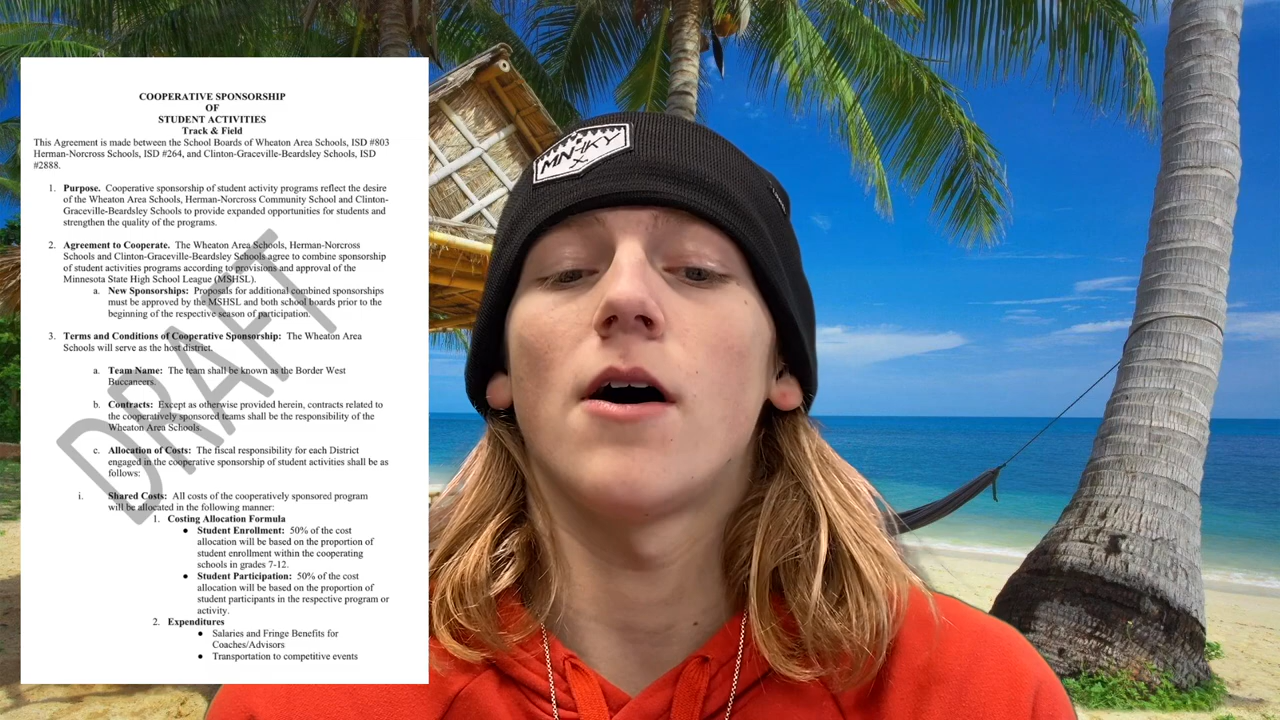 COOPERATIVE SPONSORSHIP
OF
STUDENT ACTIVITIES
Track & Field
This Agreement is made between the School Boards of Wheaton Area Schools, ISD #803
Herman-Norcross Schools, ISD #264, and Clinton-Graceville-Beardsley Schools, ISD
#2888.
1. Purpose. Cooperative sponsorship of student activity programs reflect the desire
of the Wheaton Area Schools, Herman-Norcross Community School and Clinton-
Graceville-Beardsley Schools to provide expanded opportunities for students and
strengthen the quality of the programs.
2. Agreement to Cooperate. The Wheaton Area Schools, Herman-Norcross
Schools and Clinton-Graceville-Beardsley Schools agree to combine sponsorship
of student activities programs according to provisions and approval of the
Minnesota State High School League (MSHSL).
a. New Sponsorships: Proposals for additional combined sponsorships
must be approved by the MSHSL and both school boards prior to the
beginning of the respective season of participation.
3. Terms and Conditions of Cooperative Sponsorship: The Wheaton Area
Schools will serve as the host district.
a. Team Name: The team shall be known as the Border West
Buccaneers.
b. Contracts: Except as otherwise provided herein, contracts related to
the cooperatively sponsored teams shall be the responsibility of the
Wheaton Area Schools.
c. Allocation of Costs: The fiscal responsibility for each District
engaged in the cooperative sponsorship of student activities shall be as
follows:
i. Shared Costs: All costs of the cooperatively sponsored program
will be allocated in the following manner:
1. Costing Allocation Formula
● Student Enrollment: 50% of the cost
allocation will be based on the proportion of
student enrollment within the cooperating
schools in grades 7-12.
● Student Participation: 50% of the cost
allocation will be based on the proportion of
student participants in the respective program or
activity.
2. Expenditures
● Salaries and Fringe Benefits for
Coaches/Advisors
● Transportation to competitive events
DRAFT
MNHKY
X